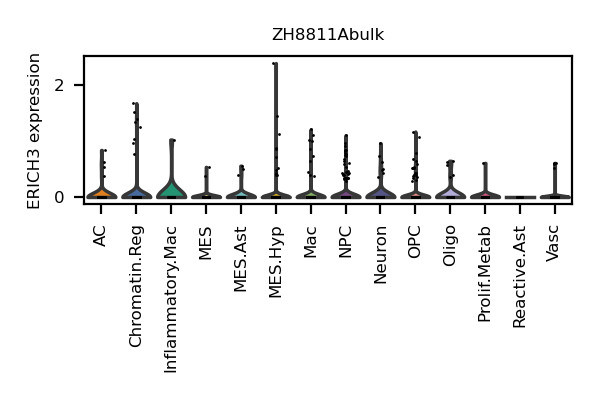 ZH8811Abulk
ERICH3 expression
2
0
AC
Chromatin.Reg
Inflammatory.Mac
MES
MES.Ast
MES.Hyp
Mac
NPC
Neuron
OPC
Oligo
Prolif.Metab
Reactive.Ast
Vasc